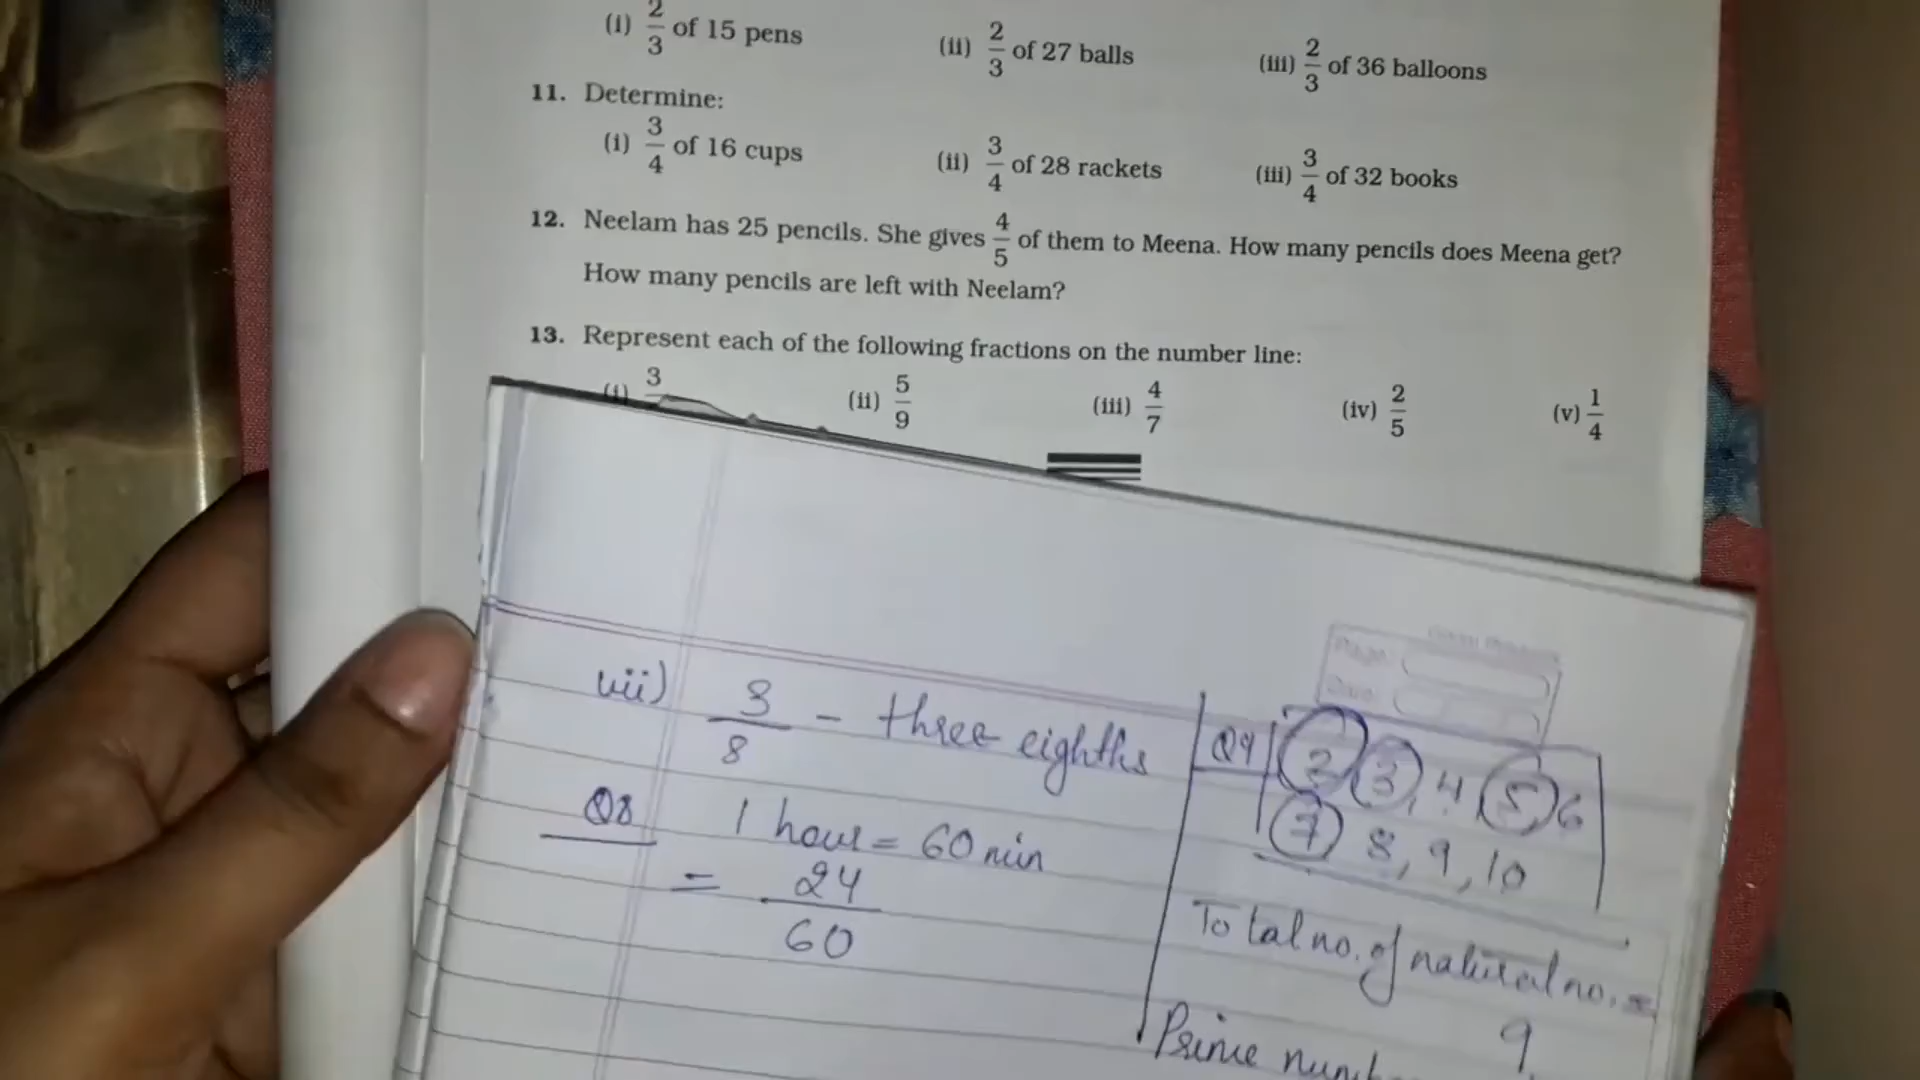 (i) 2/3 of 15 pens (ii) 2/3 of 27 balls (iii) 2/3 of 36 balloons
11. Determine:
(i) 3/4 of 16 cups (ii) 3/4 of 28 rackets (iii) 3/4 of 32 books
12. Neelam has 25 pencils. She gives 4/5 of them to Meena. How many pencils does Meena get?
How many pencils are left with Neelam?
13. Represent each of the following fractions on the number line:
(i) 3 (ii) 5/9 (iii) 4/7 (iv) 2/5 (v) 1/4
Page:
Date:
vii) 3/8 - three eighths
Q8 1 hour = 60 min
= 24/60
Q9 2 3, 4 5, 6
7 8, 9, 10
Total no. of natural no. =
9
Prime